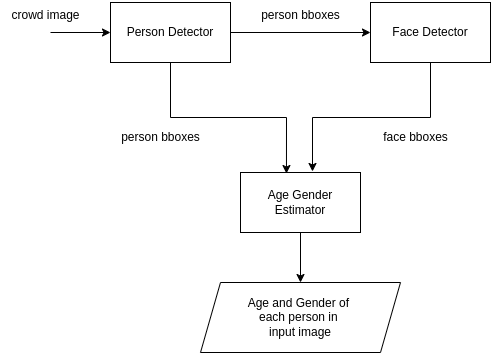 crowd image
person bboxes
Person Detector
Face Detector
person bboxes
face bboxes
Age Gender
Estimator
Age and Gender of
each person in
input image